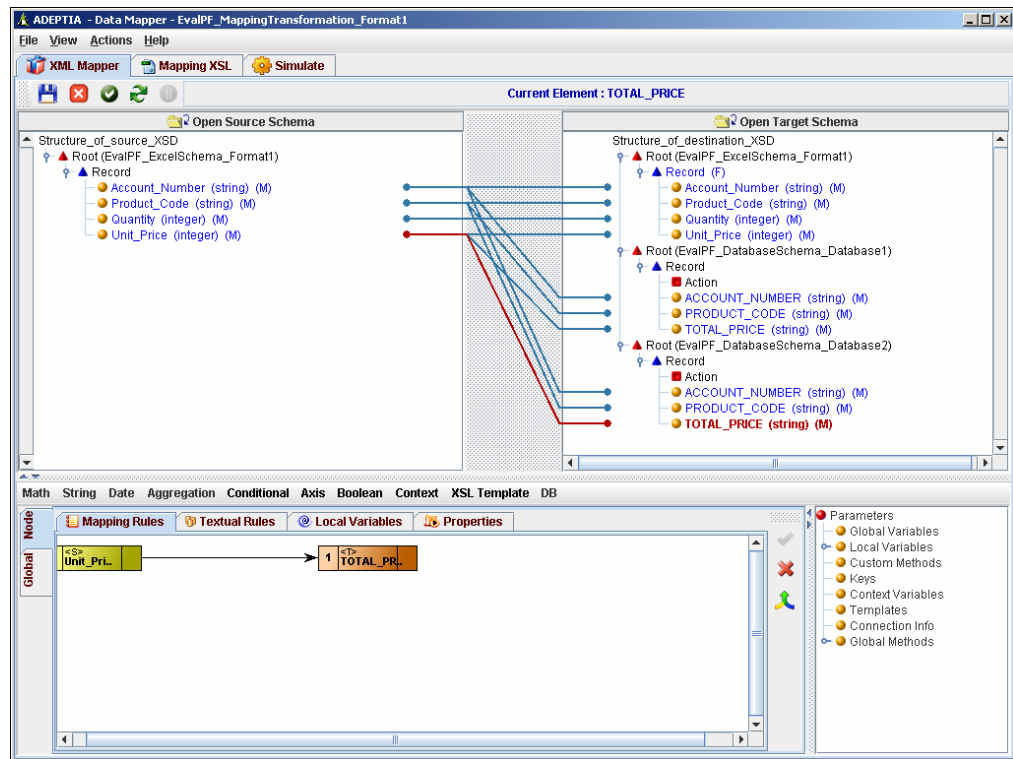 ADEPTIA - Data Mapper - EvalPF_MappingTransformation_Format1
File View Actions Help
XML Mapper Mapping XSL Simulate
Current Element : TOTAL_PRICE
Open Source Schema
Structure_of_source_XSD
Root (EvalPF_ExcelSchema_Format1)
Record
Account_Number (string) (M)
Product_Code (string) (M)
Quantity (integer) (M)
Unit_Price (integer) (M)
Open Target Schema
Structure_of_destination_XSD
Root (EvalPF_ExcelSchema_Format1)
Record (F)
Account_Number (string) (M)
Product_Code (string) (M)
Quantity (integer) (M)
Unit_Price (integer) (M)
Root (EvalPF_DatabaseSchema_Database1)
Record
Action
ACCOUNT_NUMBER (string) (M)
PRODUCT_CODE (string) (M)
TOTAL_PRICE (string) (M)
Root (EvalPF_DatabaseSchema_Database2)
Record
Action
ACCOUNT_NUMBER (string) (M)
PRODUCT_CODE (string) (M)
TOTAL_PRICE (string) (M)
Math String Date Aggregation Conditional Axis Boolean Context XSL Template DB
Node
Global
Mapping Rules Textual Rules Local Variables Properties
<S>
Unit_Pri..
1
<T>
TOTAL_PR..
Parameters
Global Variables
Local Variables
Custom Methods
Keys
Context Variables
Templates
Connection Info
Global Methods